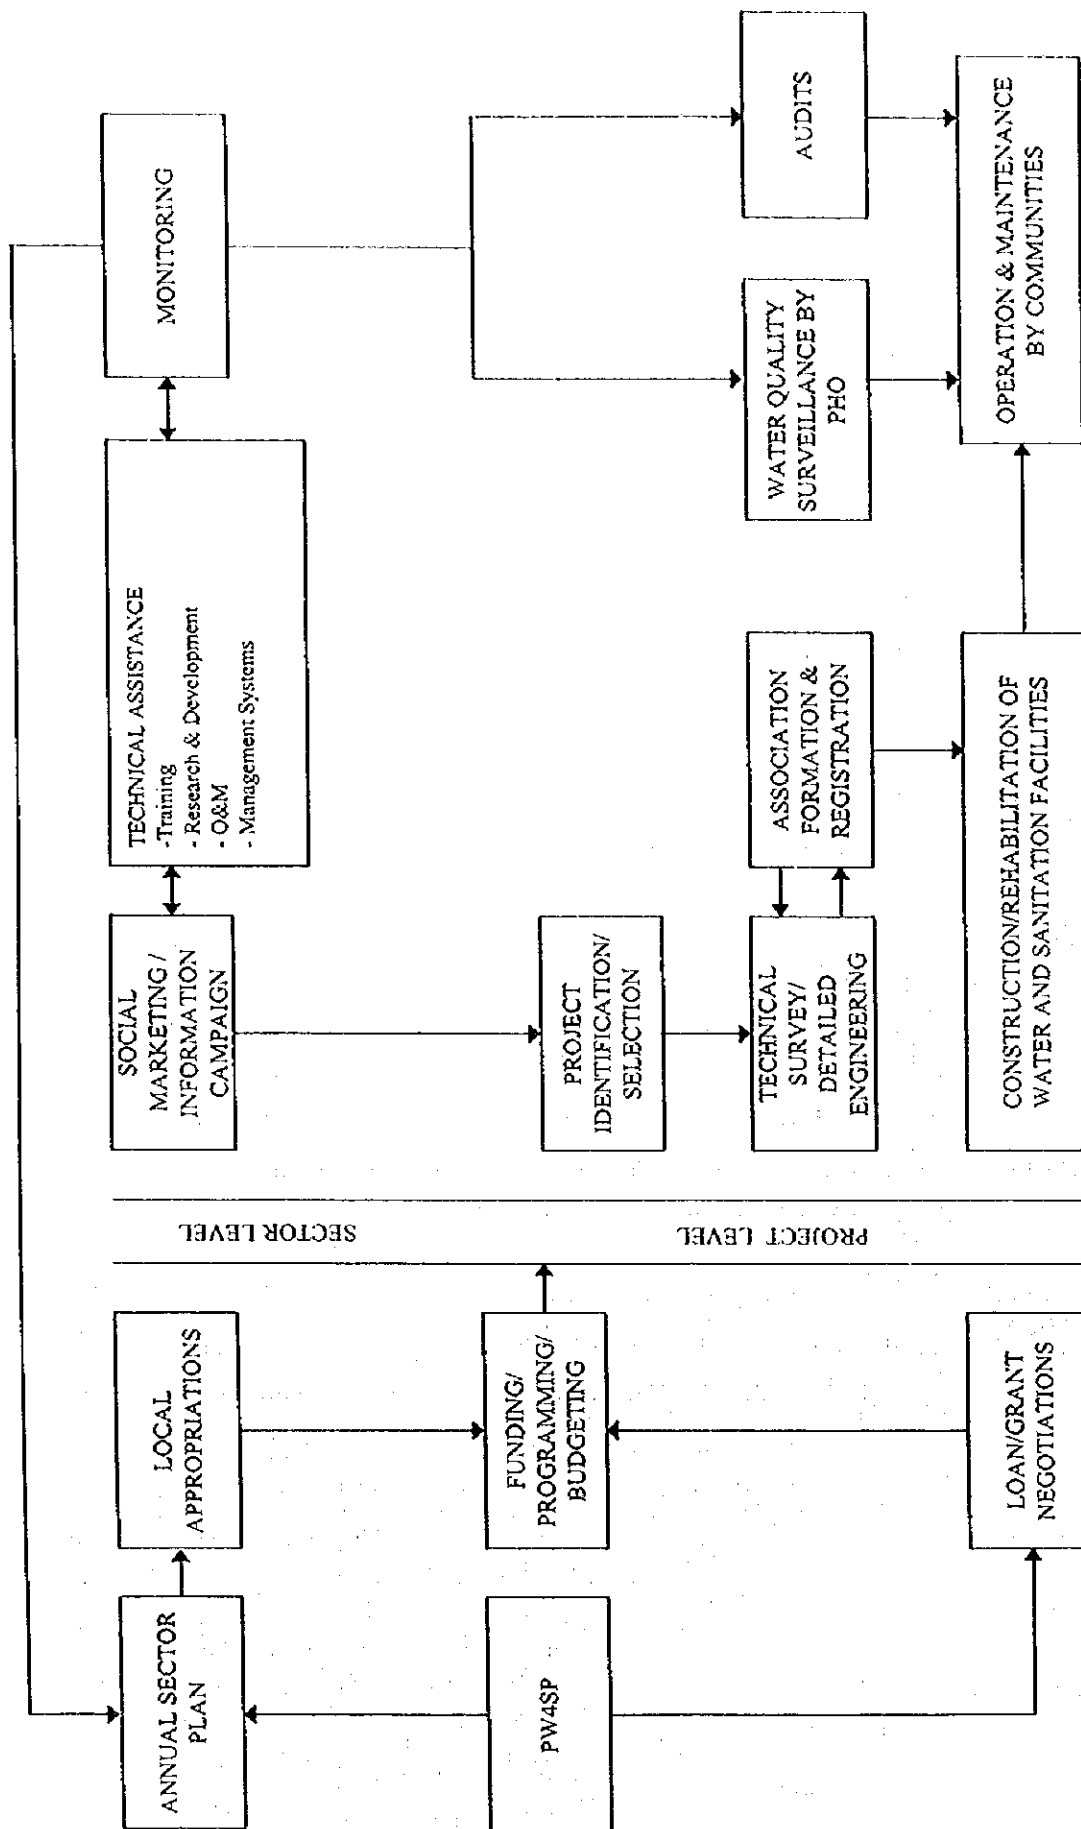 ANNUAL SECTOR
PLAN
LOCAL
APPROPRIATIONS
PW4SP
FUNDING/
PROGRAMMING/
BUDGETING
LOAN/GRANT
NEGOTIATIONS
SECTOR LEVEL
PROJECT LEVEL
SOCIAL
MARKETING /
INFORMATION
CAMPAIGN
TECHNICAL ASSISTANCE
-Training
- Research & Development
- O&M
- Management Systems
MONITORING
PROJECT
IDENTIFICATION/
SELECTION
TECHNICAL
SURVEY/
DETAILED
ENGINEERING
ASSOCIATION
FORMATION &
REGISTRATION
WATER QUALITY
SURVEILLANCE BY
PHO
AUDITS
CONSTRUCTION/REHABILITATION OF
WATER AND SANITATION FACILITIES
OPERATION & MAINTENANCE
BY COMMUNITIES